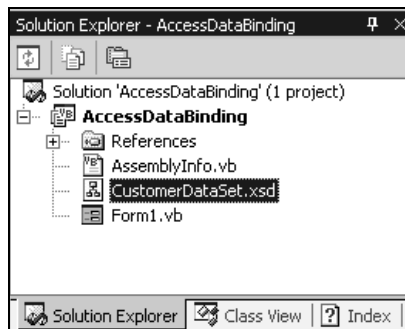 Solution Explorer - AccessDataBinding
Solution 'AccessDataBinding' (1 project)
AccessDataBinding
References
AssemblyInfo.vb
CustomerDataSet.xsd
Form1.vb
Solution Explorer Class View Index